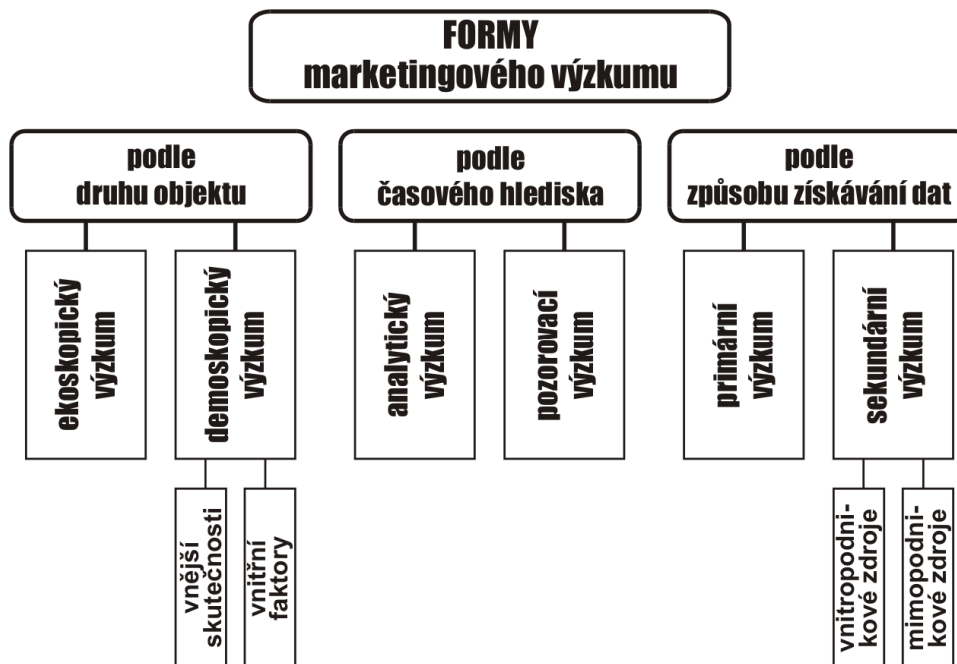 FORMY
marketingového výzkumu
podle
druhu objektu
podle
časového hlediska
podle
způsobu získávání dat
ekoskopický
výzkum
demoskopický
výzkum
analytický
výzkum
pozorovací
výzkum
primární
výzkum
sekundární
výzkum
vnější
skutečnosti
vnitřní
faktory
vnitropodni-
kové zdroje
mimopodni-
kové zdroje